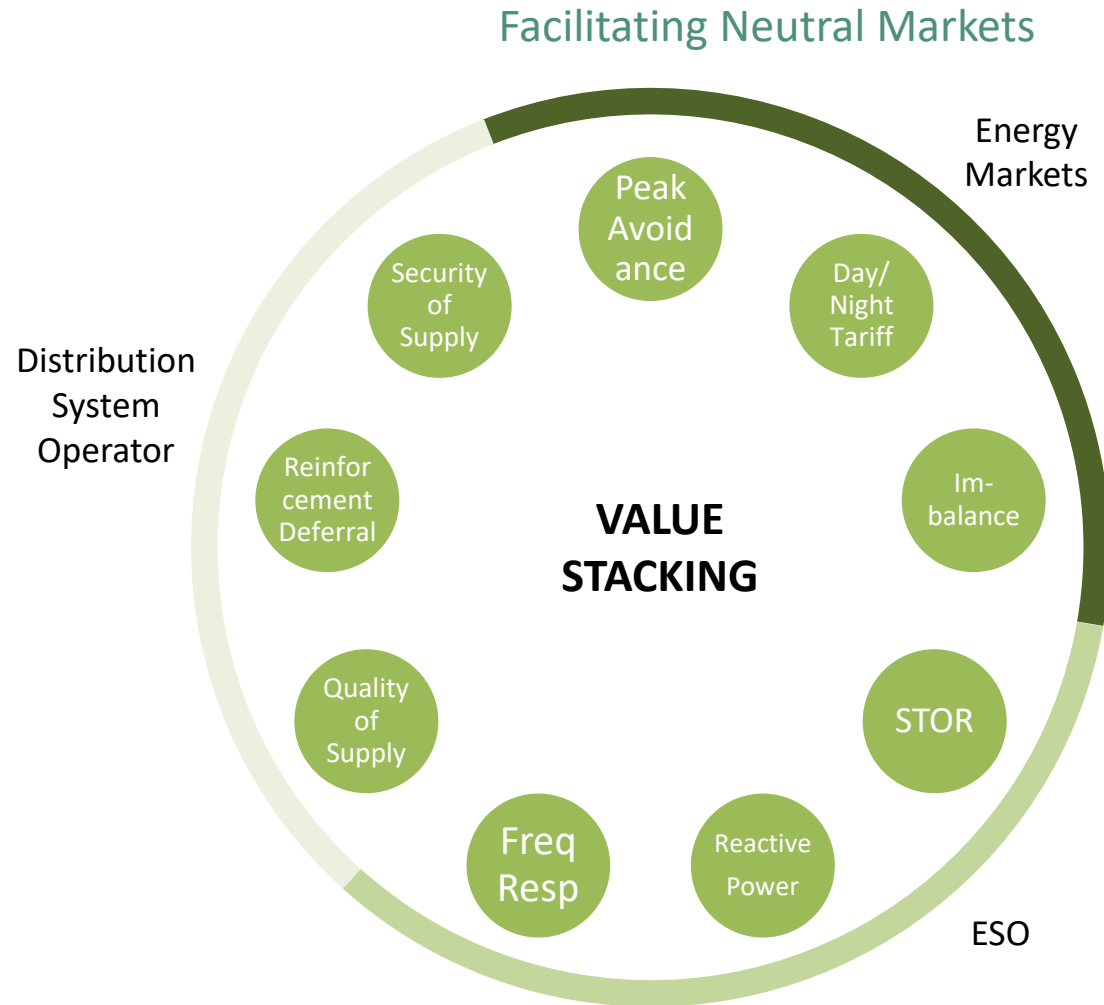 Facilitating Neutral Markets
Energy
Markets
Peak
Avoid
ance
Day/
Night
Tariff
Im-
balance
STOR
Reactive
Power
Freq
Resp
Quality
of
Supply
Reinfor
cement
Deferral
Security
of
Supply
Distribution
System
Operator
VALUE
STACKING
ESO